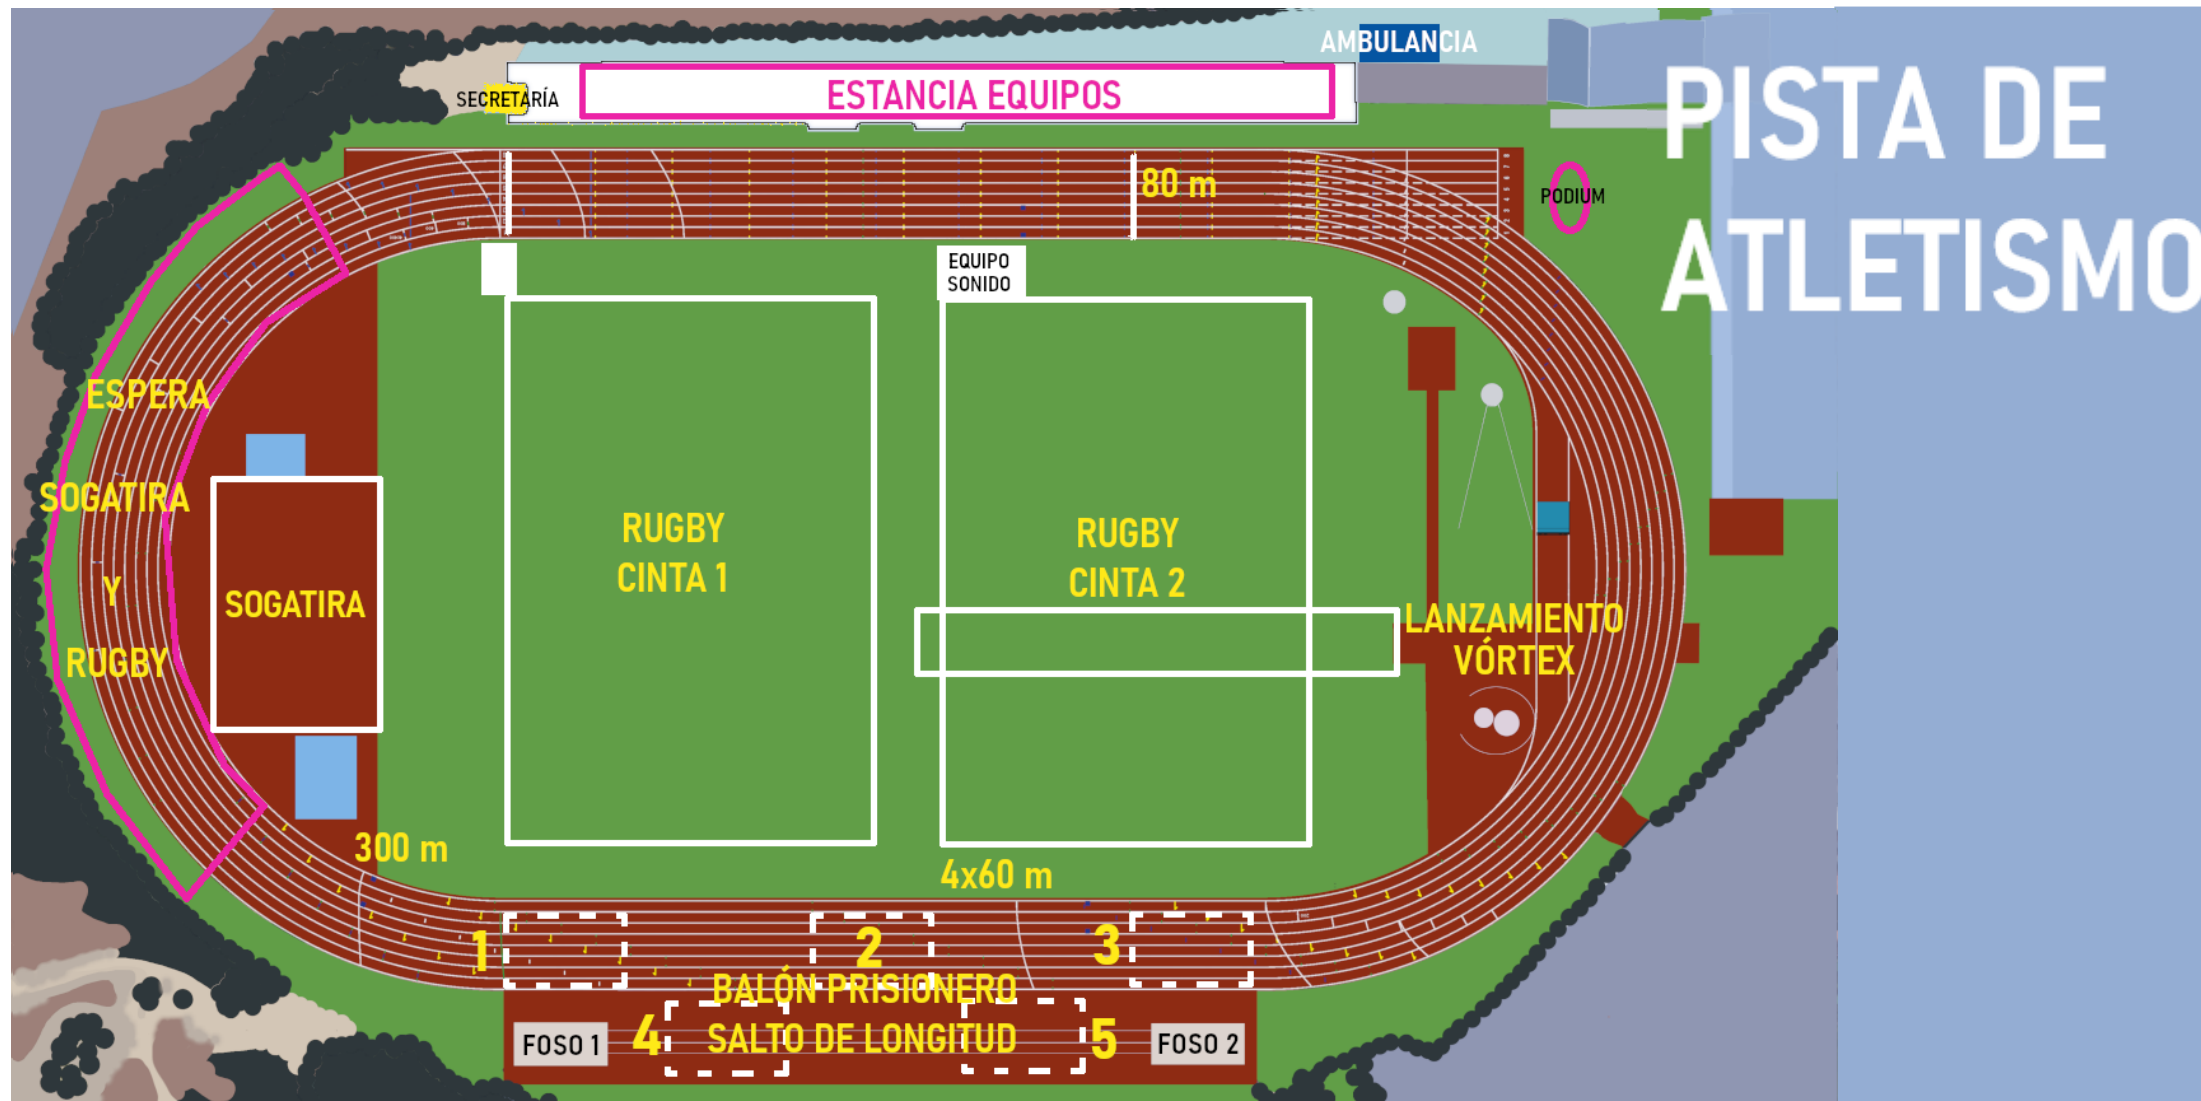 AMBULANCIA
PISTA DE
ATLETISMO
SECRETARÍA
ESTANCIA EQUIPOS
80 m
PODIUM
EQUIPO
SONIDO
ESPERA
SOGATIRA
Y
RUGBY
SOGATIRA
RUGBY
CINTA 1
RUGBY
CINTA 2
LANZAMIENTO
VÓRTEX
300 m
4x60 m
1
2
3
BALÓN PRISIONERO
FOSO 1
4
SALTO DE LONGITUD
5
FOSO 2